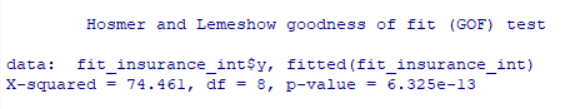 Hosmer and Lemeshow goodness of fit (GOF) test
data: fit_insurance_int$y, fitted(fit_insurance_int)
X-squared = 74.461, df = 8, p-value = 6.325e-13